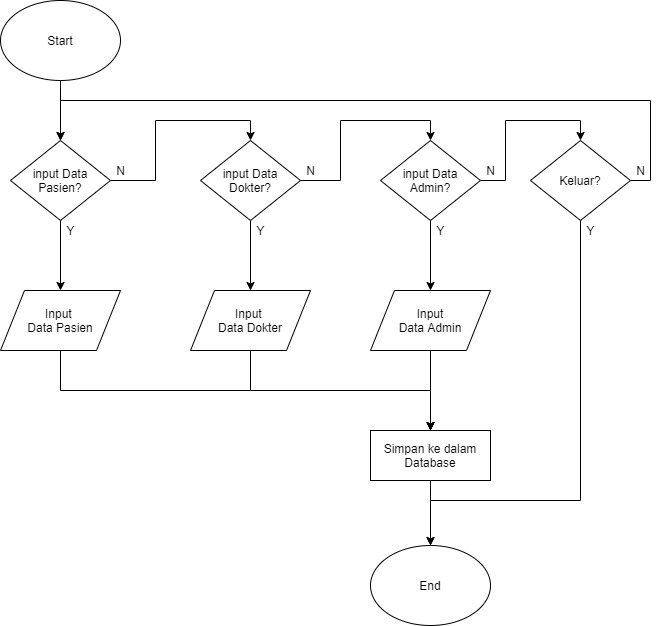 Start
input Data
Pasien?
N
Y
input Data
Dokter?
N
Y
input Data
Admin?
N
Y
Keluar?
N
Y
Input
Data Pasien
Input
Data Dokter
Input
Data Admin
Simpan ke dalam
Database
End